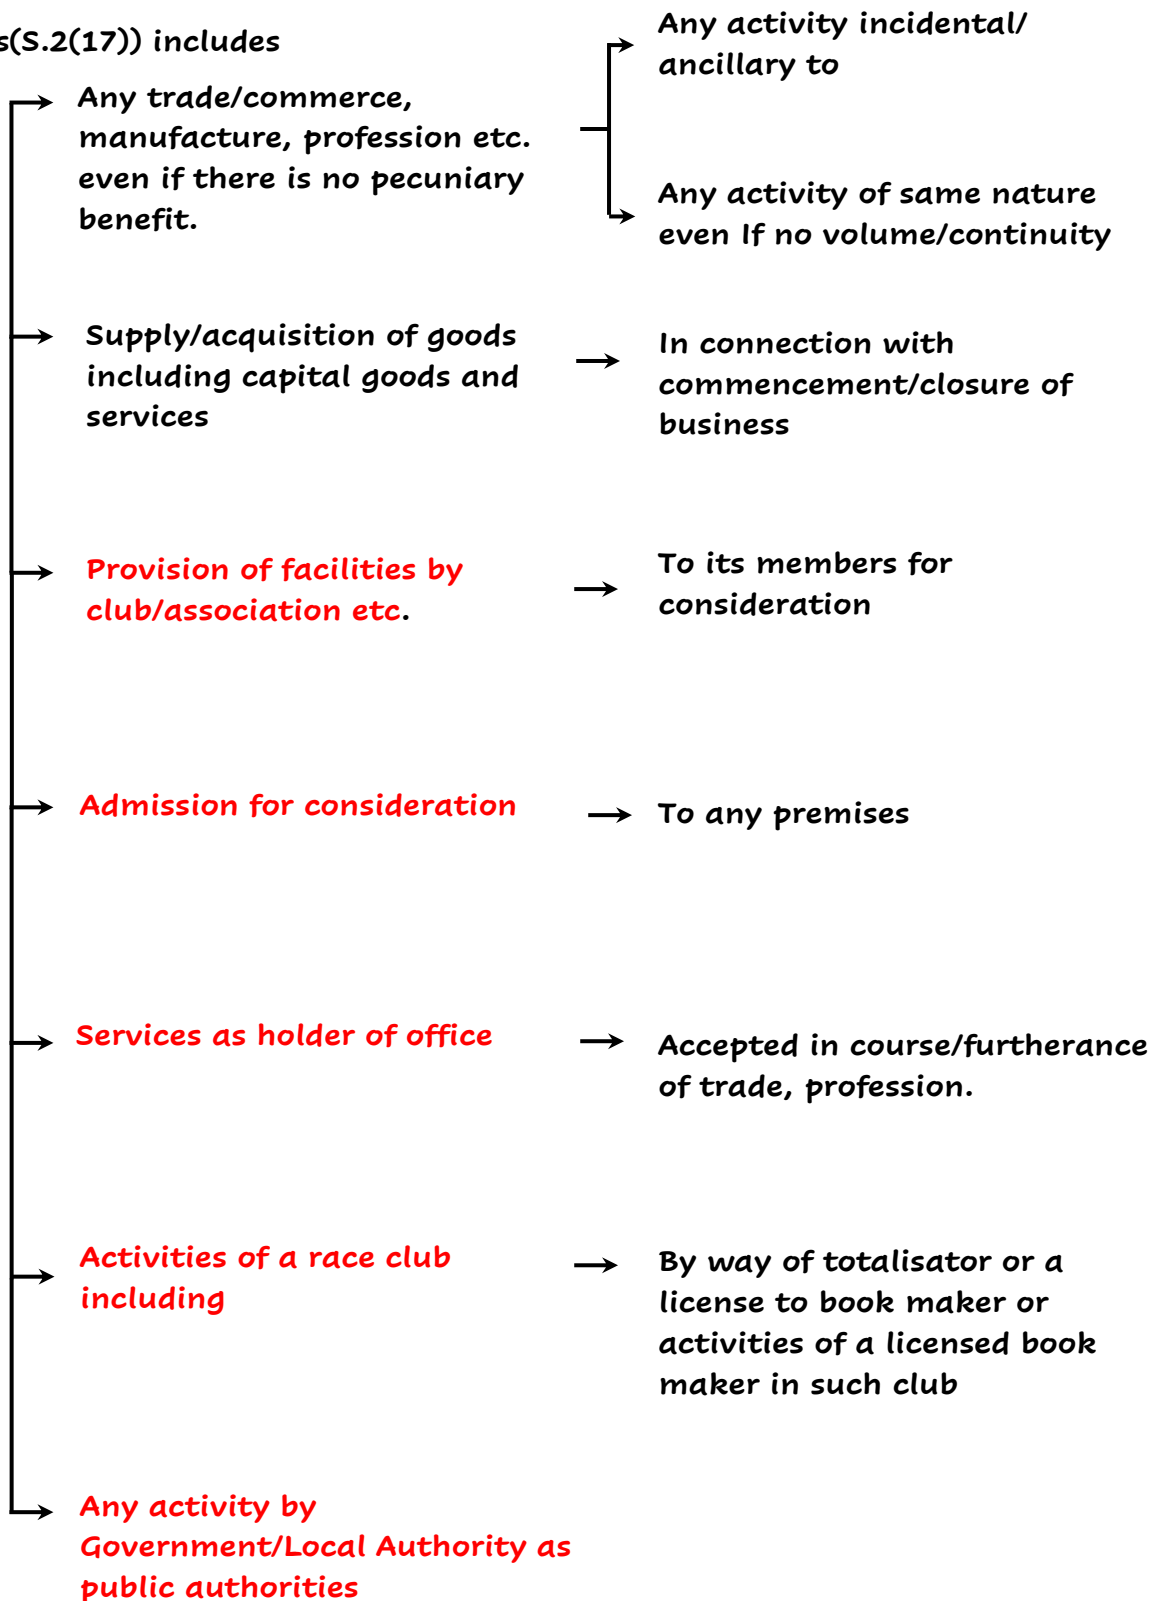 s(S.2(17)) includes
Any trade/commerce,
manufacture, profession etc.
even if there is no pecuniary
benefit.
Any activity incidental/
ancillary to
Any activity of same nature
even If no volume/continuity
Supply/acquisition of goods
including capital goods and
services
In connection with
commencement/closure of
business
Provision of facilities by
club/association etc.
To its members for
consideration
Admission for consideration
To any premises
Services as holder of office
Accepted in course/furtherance
of trade, profession.
Activities of a race club
including
By way of totalisator or a
license to book maker or
activities of a licensed book
maker in such club
Any activity by
Government/Local Authority as
public authorities